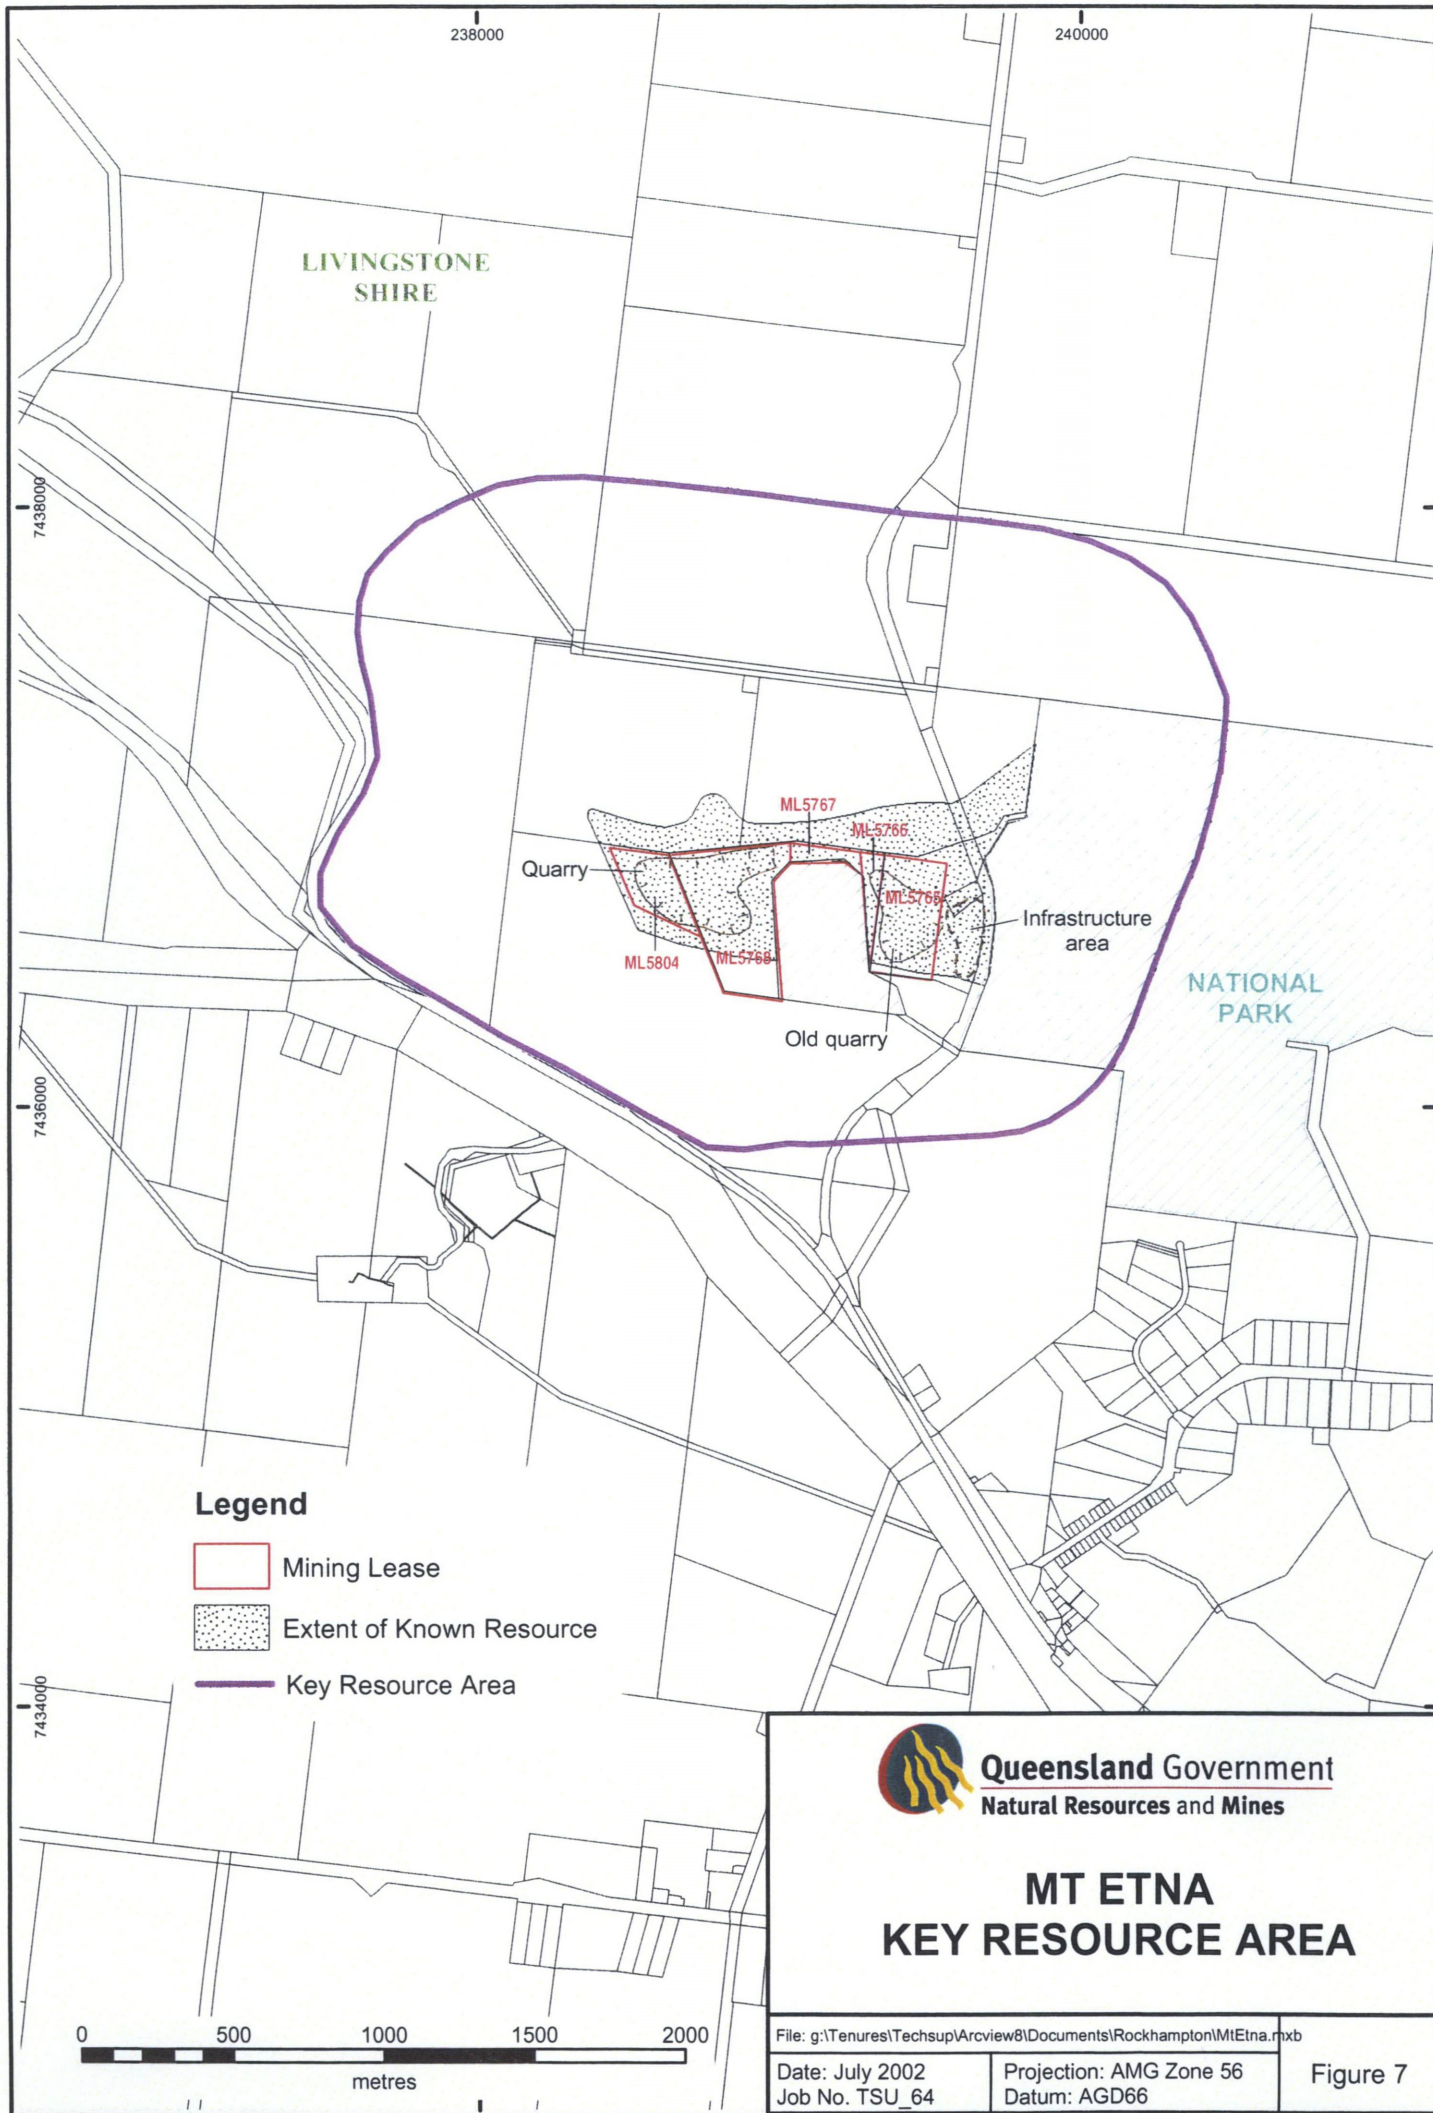 238000
240000
LIVINGSTONE
SHIRE
7438000
ML5767
ML5766
Quarry
ML5765
Infrastructure
area
ML5804
ML5768
NATIONAL
PARK
Old quarry
7436000
Legend
Mining Lease
Extent of Known Resource
Key Resource Area
7434000
Queensland Government
Natural Resources and Mines
MT ETNA
KEY RESOURCE AREA
0 500 1000 1500 2000
metres
File: g:\Tenures\Techsup\Arcview8\Documents\Rockhampton\MtEtna.mxb
Date: July 2002
Job No. TSU_64
Projection: AMG Zone 56
Datum: AGD66
Figure 7